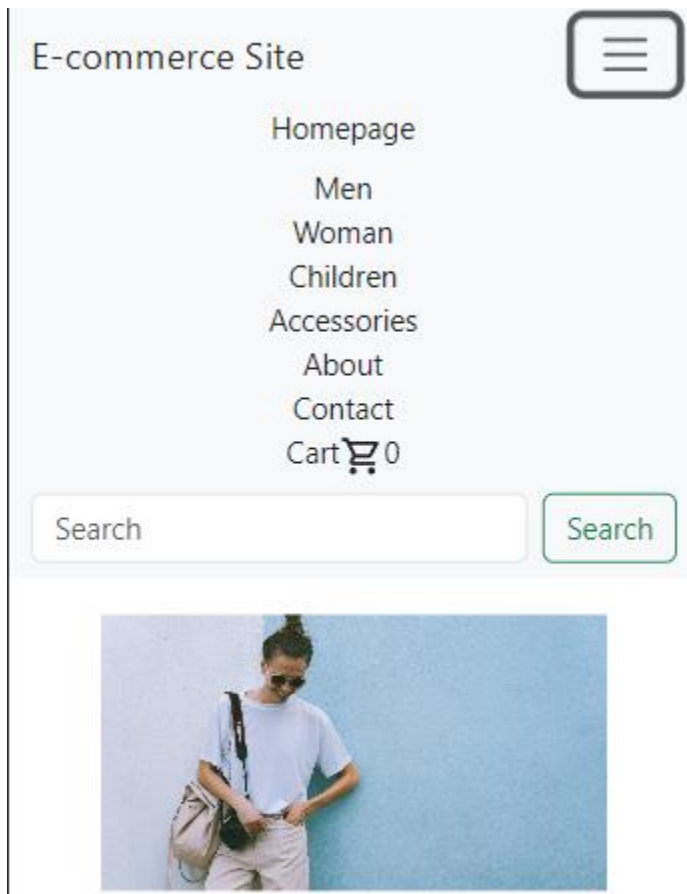 E-commerce Site
Homepage
Men
Woman
Children
Accessories
About
Contact
Cart 0
Search Search